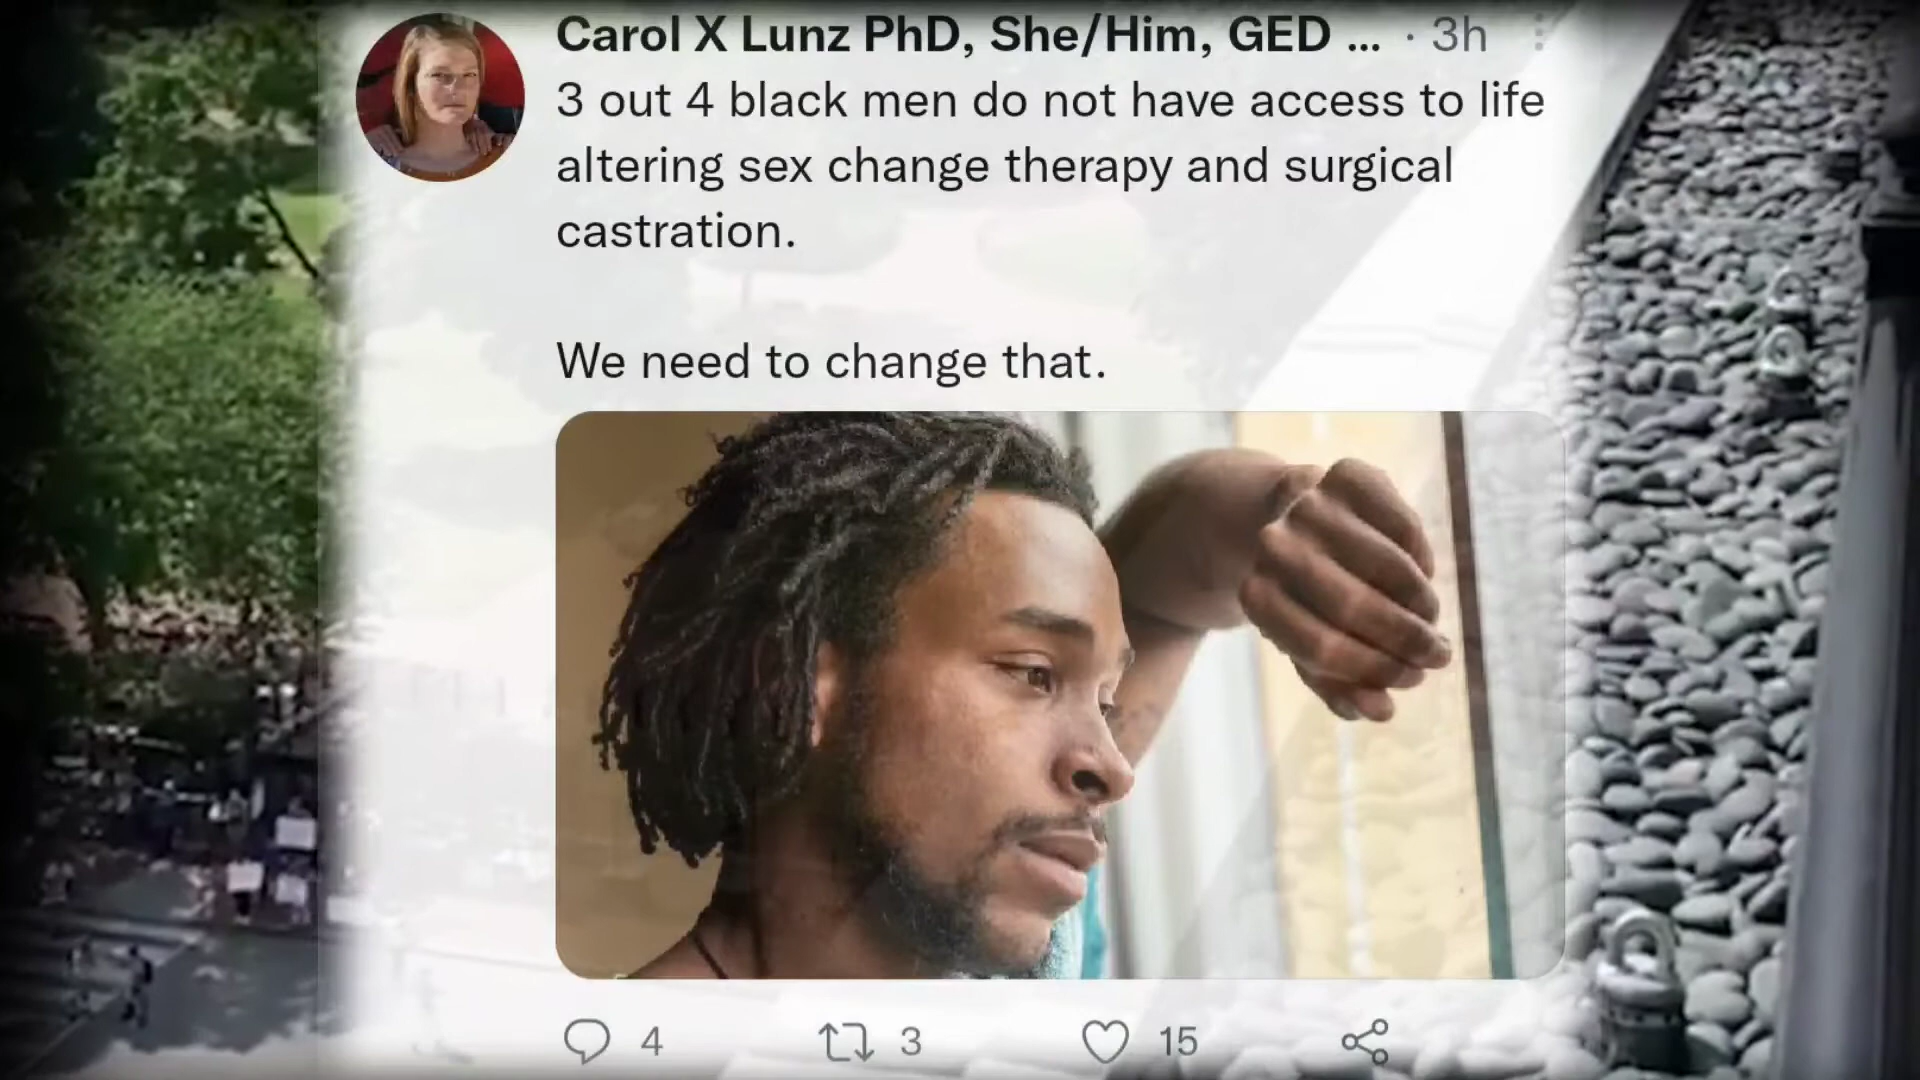 Carol X Lunz PhD, She/Him, GED ... · 3h
3 out 4 black men do not have access to life
altering sex change therapy and surgical
castration.
We need to change that.
4 3 15